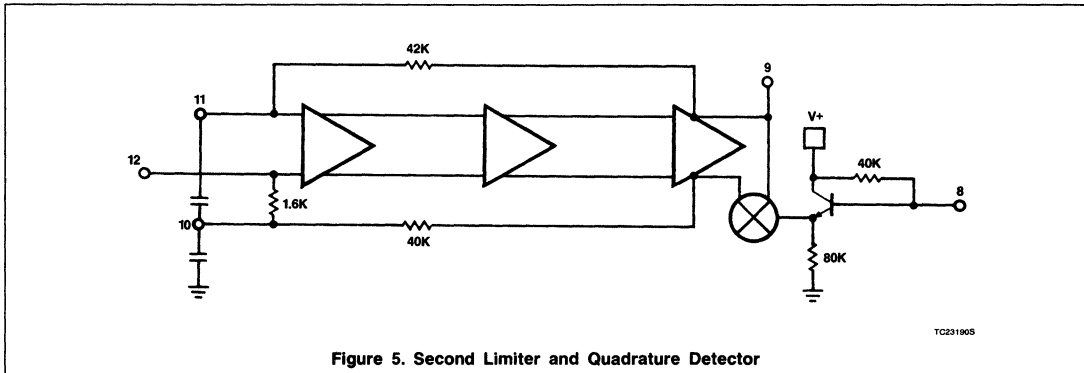 42K
9
11
V+
12
40K
8
1.6K
10
40K
80K
TC23190S
Figure 5. Second Limiter and Quadrature Detector